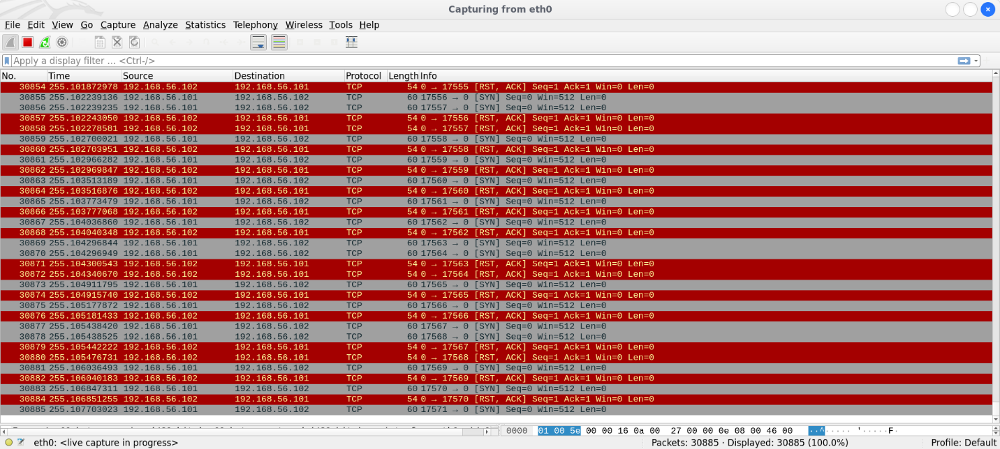 Capturing from eth0
File Edit View Go Capture Analyze Statistics Telephony Wireless Tools Help
Apply a display filter … <Ctrl-/>
No. Time Source Destination Protocol Length Info
30854 255.101872978 192.168.56.102 192.168.56.101 TCP 54 0 → 17555 [RST, ACK] Seq=1 Ack=1 Win=0 Len=0
30855 255.102239136 192.168.56.101 192.168.56.102 TCP 60 17556 → 0 [SYN] Seq=0 Win=512 Len=0
30856 255.102239235 192.168.56.101 192.168.56.102 TCP 60 17557 → 0 [SYN] Seq=0 Win=512 Len=0
30857 255.102243050 192.168.56.102 192.168.56.101 TCP 54 0 → 17556 [RST, ACK] Seq=1 Ack=1 Win=0 Len=0
30858 255.102278581 192.168.56.102 192.168.56.101 TCP 54 0 → 17557 [RST, ACK] Seq=1 Ack=1 Win=0 Len=0
30859 255.102700021 192.168.56.101 192.168.56.102 TCP 60 17558 → 0 [SYN] Seq=0 Win=512 Len=0
30860 255.102703951 192.168.56.102 192.168.56.101 TCP 54 0 → 17558 [RST, ACK] Seq=1 Ack=1 Win=0 Len=0
30861 255.102966282 192.168.56.101 192.168.56.102 TCP 60 17559 → 0 [SYN] Seq=0 Win=512 Len=0
30862 255.102969847 192.168.56.102 192.168.56.101 TCP 54 0 → 17559 [RST, ACK] Seq=1 Ack=1 Win=0 Len=0
30863 255.103513189 192.168.56.101 192.168.56.102 TCP 60 17560 → 0 [SYN] Seq=0 Win=512 Len=0
30864 255.103516876 192.168.56.102 192.168.56.101 TCP 54 0 → 17560 [RST, ACK] Seq=1 Ack=1 Win=0 Len=0
30865 255.103773479 192.168.56.101 192.168.56.102 TCP 60 17561 → 0 [SYN] Seq=0 Win=512 Len=0
30866 255.103777068 192.168.56.102 192.168.56.101 TCP 54 0 → 17561 [RST, ACK] Seq=1 Ack=1 Win=0 Len=0
30867 255.104036860 192.168.56.101 192.168.56.102 TCP 60 17562 → 0 [SYN] Seq=0 Win=512 Len=0
30868 255.104040348 192.168.56.102 192.168.56.101 TCP 54 0 → 17562 [RST, ACK] Seq=1 Ack=1 Win=0 Len=0
30869 255.104296844 192.168.56.101 192.168.56.102 TCP 60 17563 → 0 [SYN] Seq=0 Win=512 Len=0
30870 255.104296949 192.168.56.101 192.168.56.102 TCP 60 17564 → 0 [SYN] Seq=0 Win=512 Len=0
30871 255.104300543 192.168.56.102 192.168.56.101 TCP 54 0 → 17563 [RST, ACK] Seq=1 Ack=1 Win=0 Len=0
30872 255.104340670 192.168.56.102 192.168.56.101 TCP 54 0 → 17564 [RST, ACK] Seq=1 Ack=1 Win=0 Len=0
30873 255.104911795 192.168.56.101 192.168.56.102 TCP 60 17565 → 0 [SYN] Seq=0 Win=512 Len=0
30874 255.104915740 192.168.56.102 192.168.56.101 TCP 54 0 → 17565 [RST, ACK] Seq=1 Ack=1 Win=0 Len=0
30875 255.105177872 192.168.56.101 192.168.56.102 TCP 60 17566 → 0 [SYN] Seq=0 Win=512 Len=0
30876 255.105181433 192.168.56.102 192.168.56.101 TCP 54 0 → 17566 [RST, ACK] Seq=1 Ack=1 Win=0 Len=0
30877 255.105438420 192.168.56.101 192.168.56.102 TCP 60 17567 → 0 [SYN] Seq=0 Win=512 Len=0
30878 255.105438525 192.168.56.101 192.168.56.102 TCP 60 17568 → 0 [SYN] Seq=0 Win=512 Len=0
30879 255.105442222 192.168.56.102 192.168.56.101 TCP 54 0 → 17567 [RST, ACK] Seq=1 Ack=1 Win=0 Len=0
30880 255.105476731 192.168.56.102 192.168.56.101 TCP 54 0 → 17568 [RST, ACK] Seq=1 Ack=1 Win=0 Len=0
30881 255.106036493 192.168.56.101 192.168.56.102 TCP 60 17569 → 0 [SYN] Seq=0 Win=512 Len=0
30882 255.106040183 192.168.56.102 192.168.56.101 TCP 54 0 → 17569 [RST, ACK] Seq=1 Ack=1 Win=0 Len=0
30883 255.106847311 192.168.56.101 192.168.56.102 TCP 60 17570 → 0 [SYN] Seq=0 Win=512 Len=0
30884 255.106851255 192.168.56.102 192.168.56.101 TCP 54 0 → 17570 [RST, ACK] Seq=1 Ack=1 Win=0 Len=0
30885 255.107703023 192.168.56.101 192.168.56.102 TCP 60 17571 → 0 [SYN] Seq=0 Win=512 Len=0
0000 01 00 5e 00 00 16 0a 00 27 00 00 0e 08 00 46 00 ··^····· '·····F·
eth0: <live capture in progress> Packets: 30885 · Displayed: 30885 (100.0%) Profile: Default